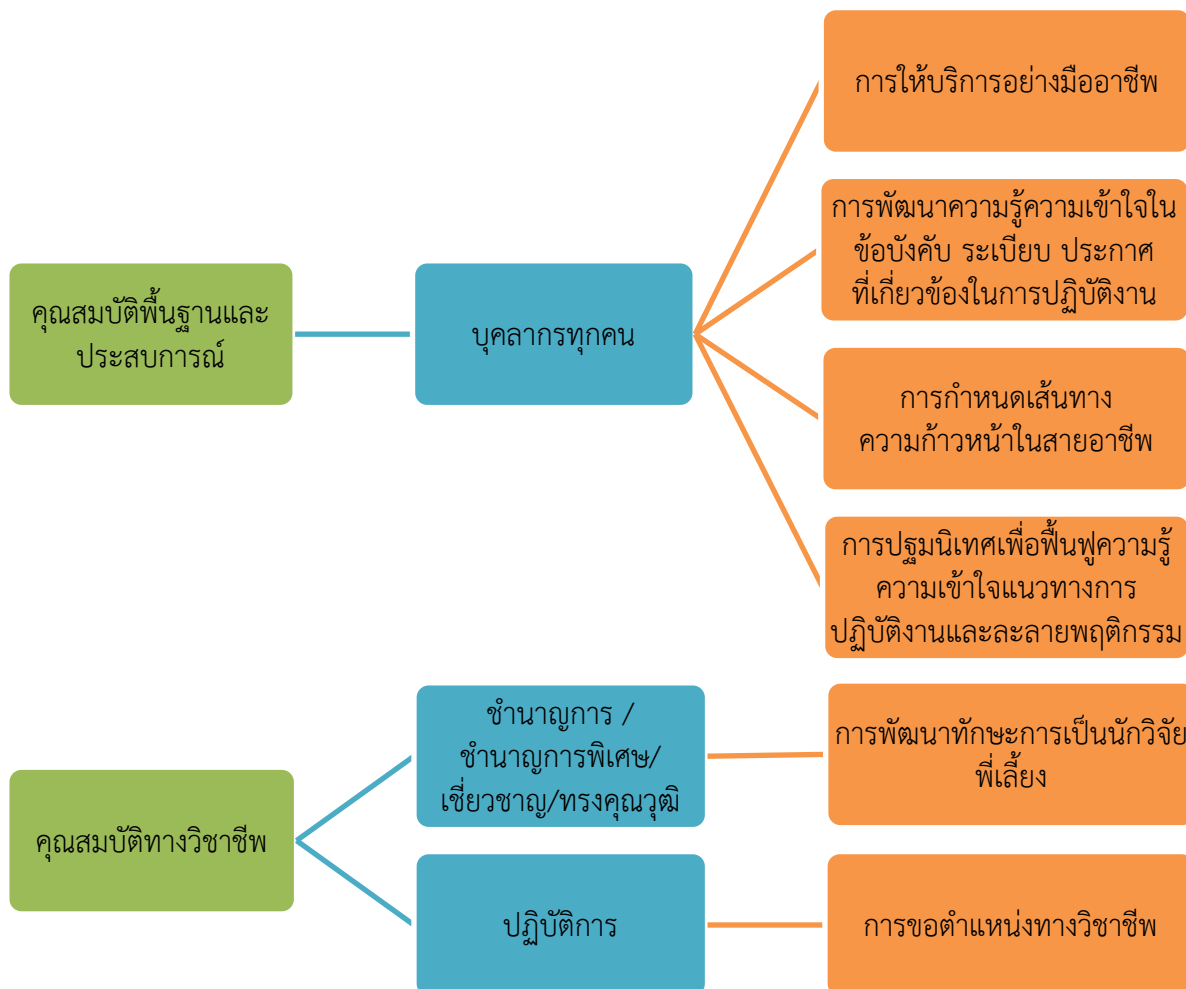 การให้บริการอย่างมืออาชีพ
การพัฒนาความรู้ความเข้าใจใน
ข้อบังคับ ระเบียบ ประกาศ
ที่เกี่ยวข้องในการปฏิบัติงาน
คุณสมบัติพื้นฐานและ
ประสบการณ์
บุคลากรทุกคน
การกำหนดเส้นทาง
ความก้าวหน้าในสายอาชีพ
การปฐมนิเทศเพื่อฟื้นฟูความรู้
ความเข้าใจแนวทางการ
ปฏิบัติงานและละลายพฤติกรรม
ชำนาญการ /
ชำนาญการพิเศษ/
เชี่ยวชาญ/ทรงคุณวุฒิ
การพัฒนาทักษะการเป็นนักวิจัย
พี่เลี้ยง
คุณสมบัติทางวิชาชีพ
ปฏิบัติการ
การขอตำแหน่งทางวิชาชีพ